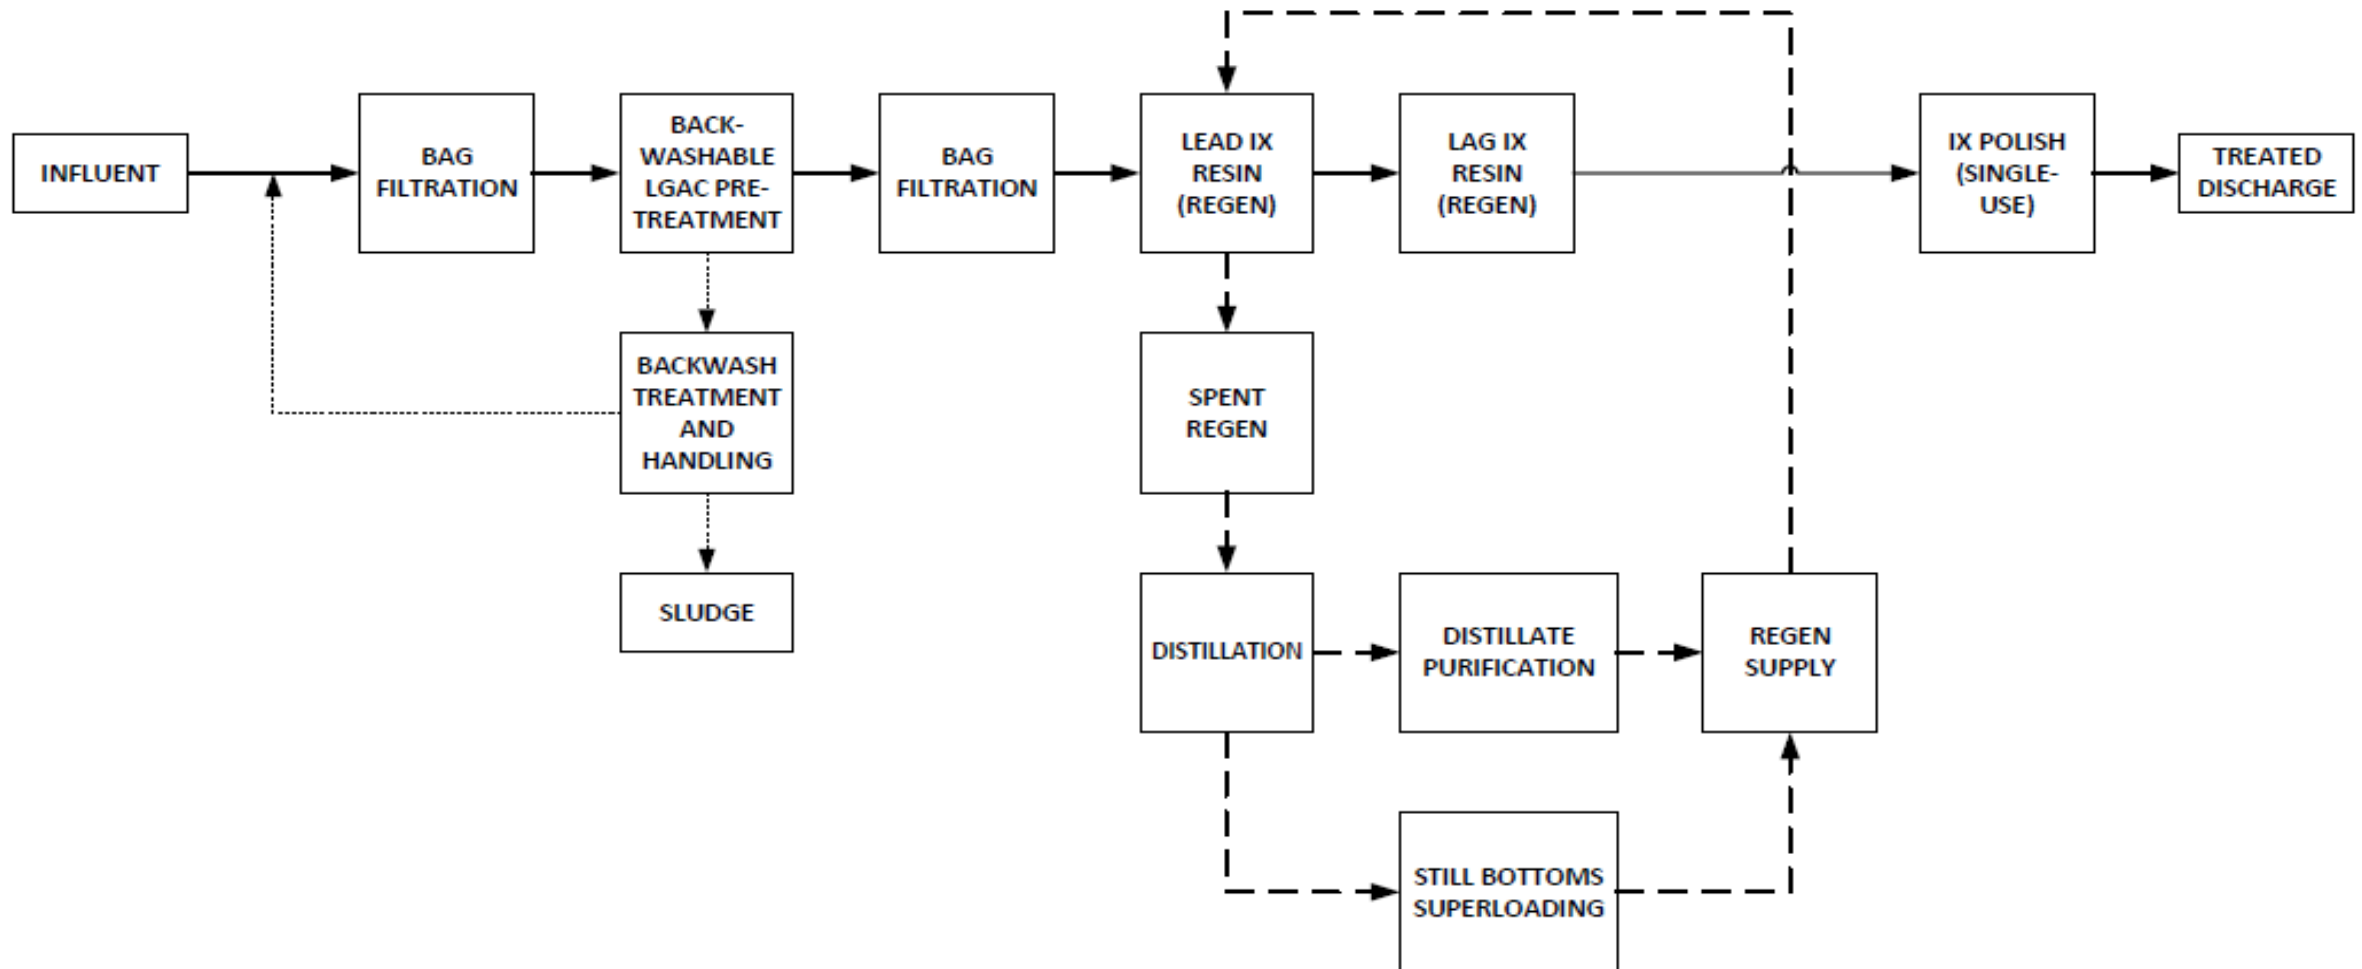 INFLUENT
BAG
FILTRATION
BACK-
WASHABLE
LGAC PRE-
TREATMENT
BAG
FILTRATION
LEAD IX
RESIN
(REGEN)
LAG IX
RESIN
(REGEN)
IX POLISH
(SINGLE-
USE)
TREATED
DISCHARGE
BACKWASH
TREATMENT
AND
HANDLING
SPENT
REGEN
SLUDGE
DISTILLATION
DISTILLATE
PURIFICATION
REGEN
SUPPLY
STILL BOTTOMS
SUPERLOADING